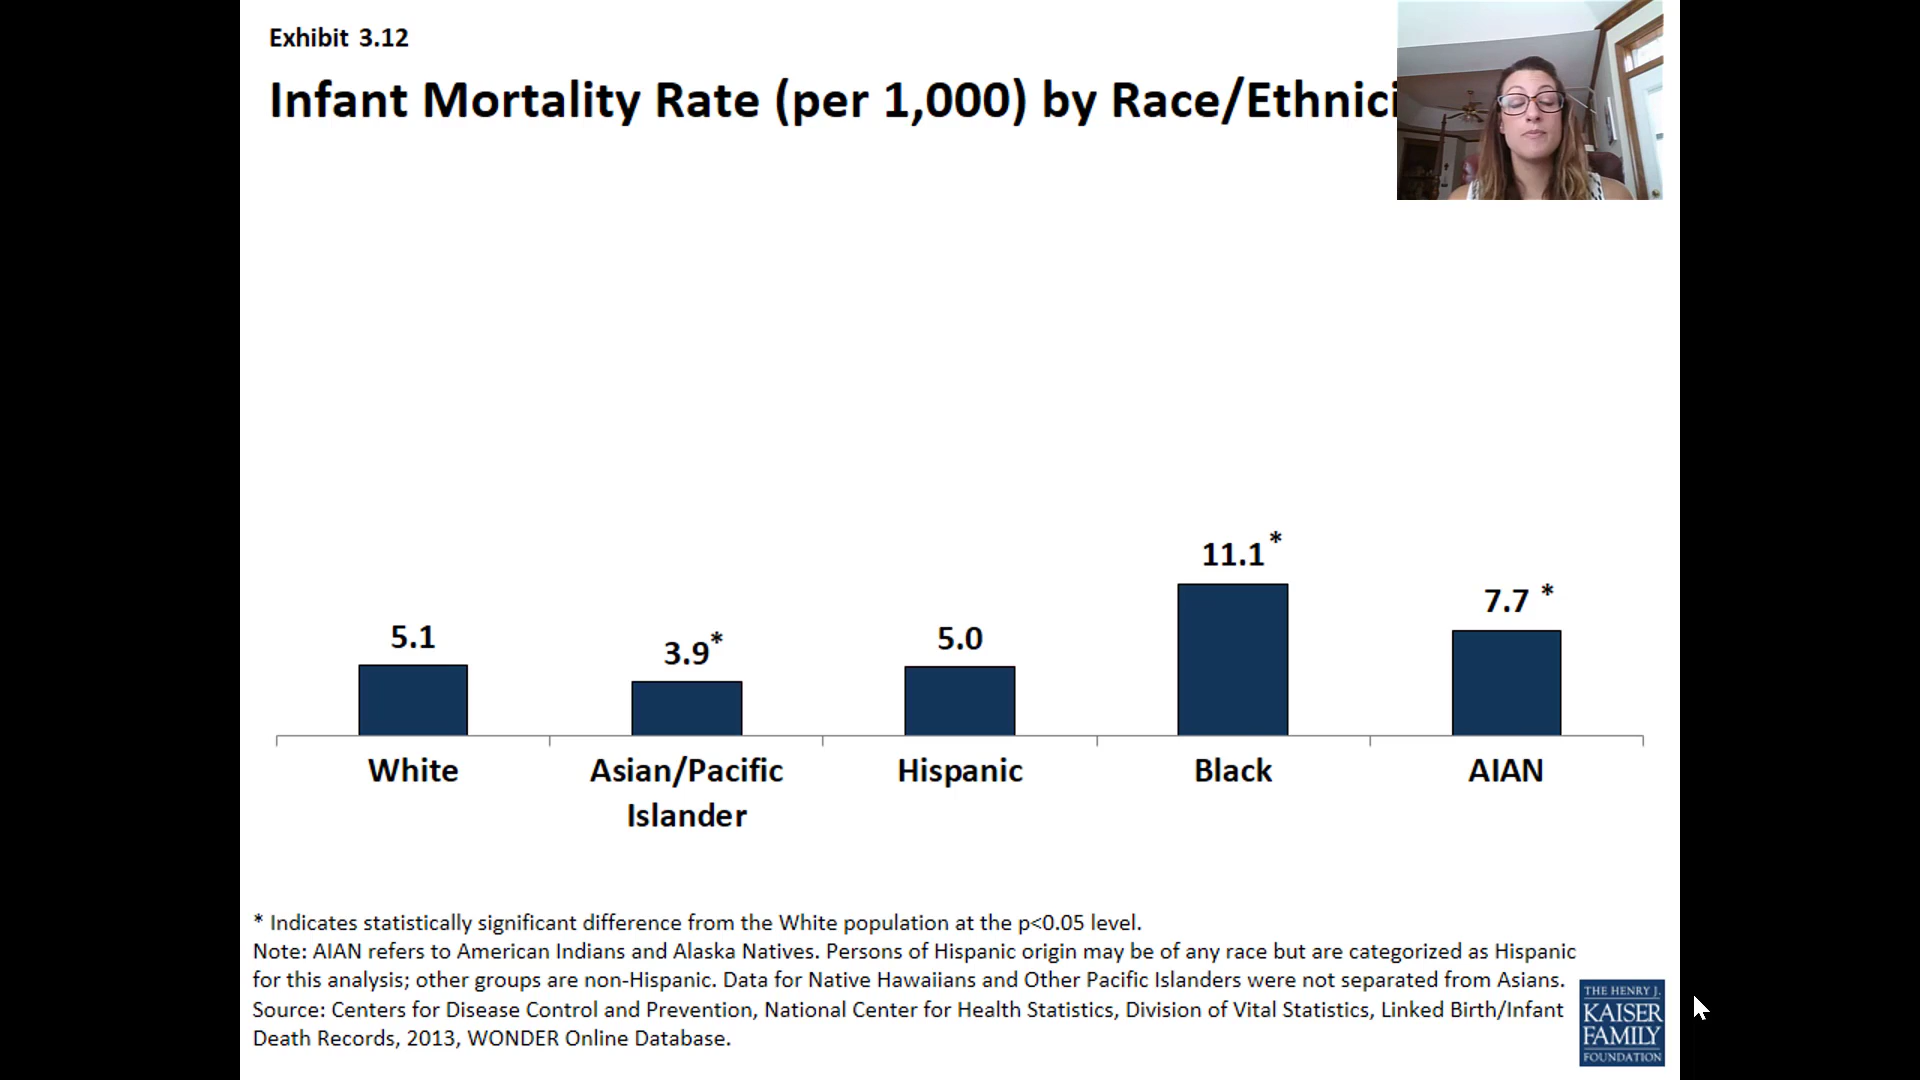 Exhibit 3.12
Infant Mortality Rate (per 1,000) by Race/Ethnici
11.1*
7.7 *
5.1
3.9*
5.0
White
Asian/Pacific
Islander
Hispanic
Black
AIAN
* Indicates statistically significant difference from the White population at the p<0.05 level.
Note: AIAN refers to American Indians and Alaska Natives. Persons of Hispanic origin may be of any race but are categorized as Hispanic
for this analysis; other groups are non-Hispanic. Data for Native Hawaiians and Other Pacific Islanders were not separated from Asians.
Source: Centers for Disease Control and Prevention, National Center for Health Statistics, Division of Vital Statistics, Linked Birth/Infant
Death Records, 2013, WONDER Online Database.
THE HENRY J.
KAISER
FAMILY
FOUNDATION